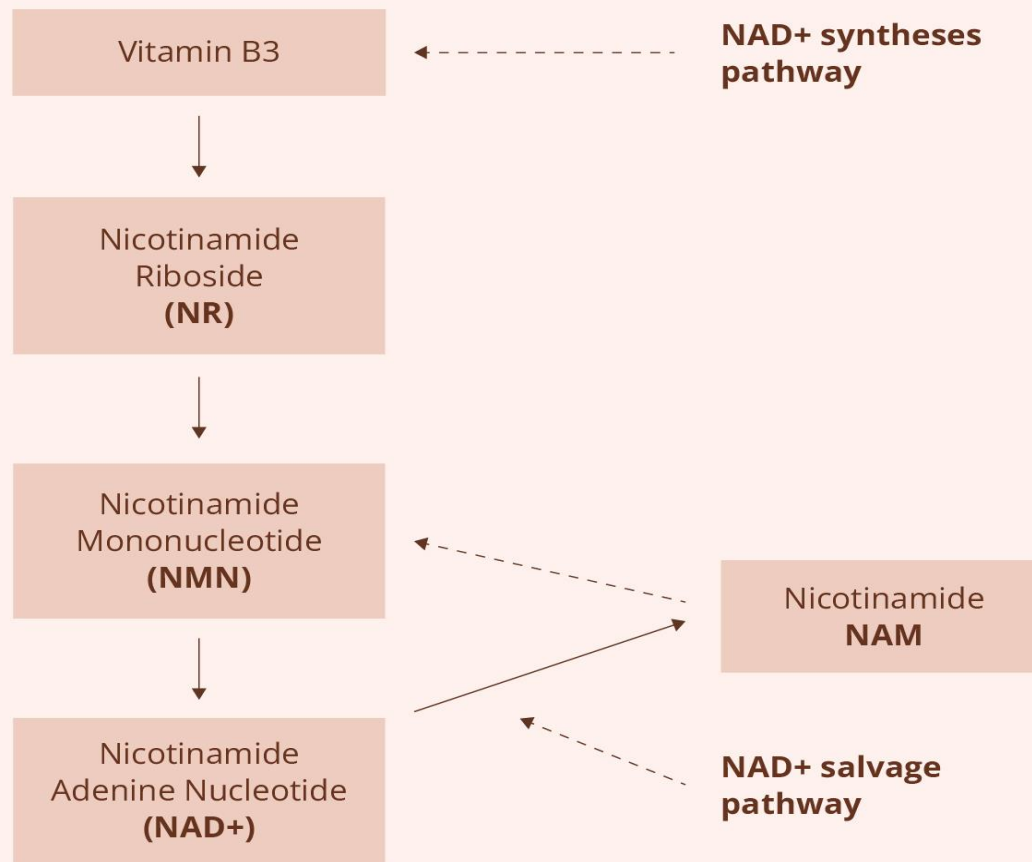 Vitamin B3
NAD+ syntheses
pathway
Nicotinamide
Riboside
(NR)
Nicotinamide
Mononucleotide
(NMN)
Nicotinamide
NAM
Nicotinamide
Adenine Nucleotide
(NAD+)
NAD+ salvage
pathway